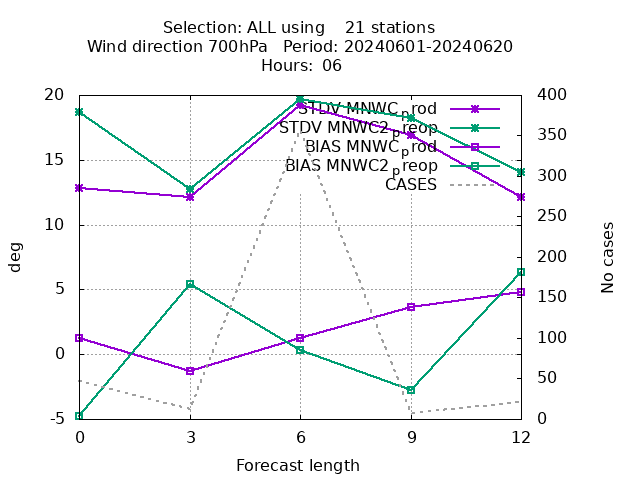 Selection: ALL using 21 stations
Wind direction 700hPa Period: 20240601-20240620
Hours: 06
20
15
10
5
0
-5
deg
400
350
300
250
200
150
100
50
0
No cases
STDV MNWC_prod
STDV MNWC2_preop
BIAS MNWC_prod
BIAS MNWC2_preop
CASES
0 3 6 9 12
Forecast length